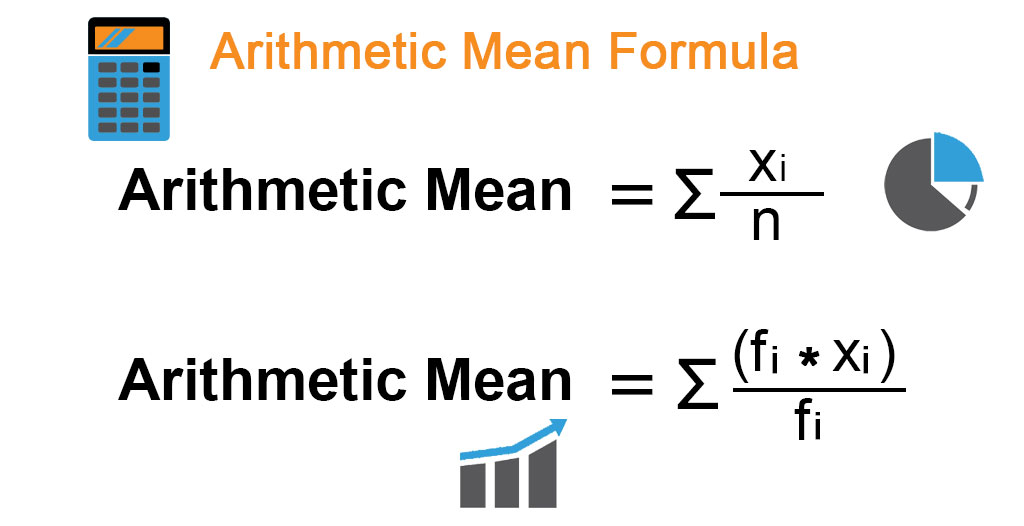 Arithmetic Mean Formula
Arithmetic Mean = ∑ xi / n
Arithmetic Mean = ∑ (fi * xi) / fi